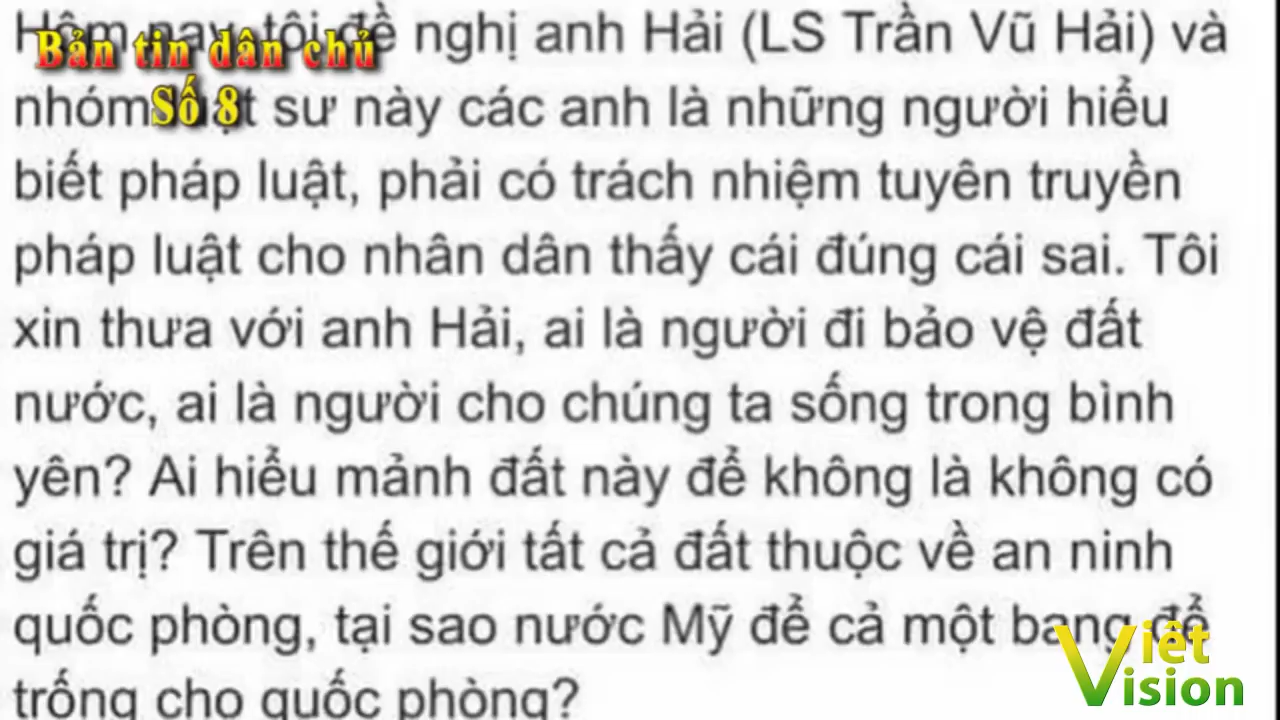 Hôm nay tôi đề nghị anh Hải (LS Trần Vũ Hải) và
Bản tin dân chủ
nhóm luật sư này các anh là những người hiểu
Số 8
biết pháp luật, phải có trách nhiệm tuyên truyền
pháp luật cho nhân dân thấy cái đúng cái sai. Tôi
xin thưa với anh Hải, ai là người đi bảo vệ đất
nước, ai là người cho chúng ta sống trong bình
yên? Ai hiểu mảnh đất này để không là không có
giá trị? Trên thế giới tất cả đất thuộc về an ninh
quốc phòng, tại sao nước Mỹ để cả một bang để
trống cho quốc phòng?
Việt
Vision